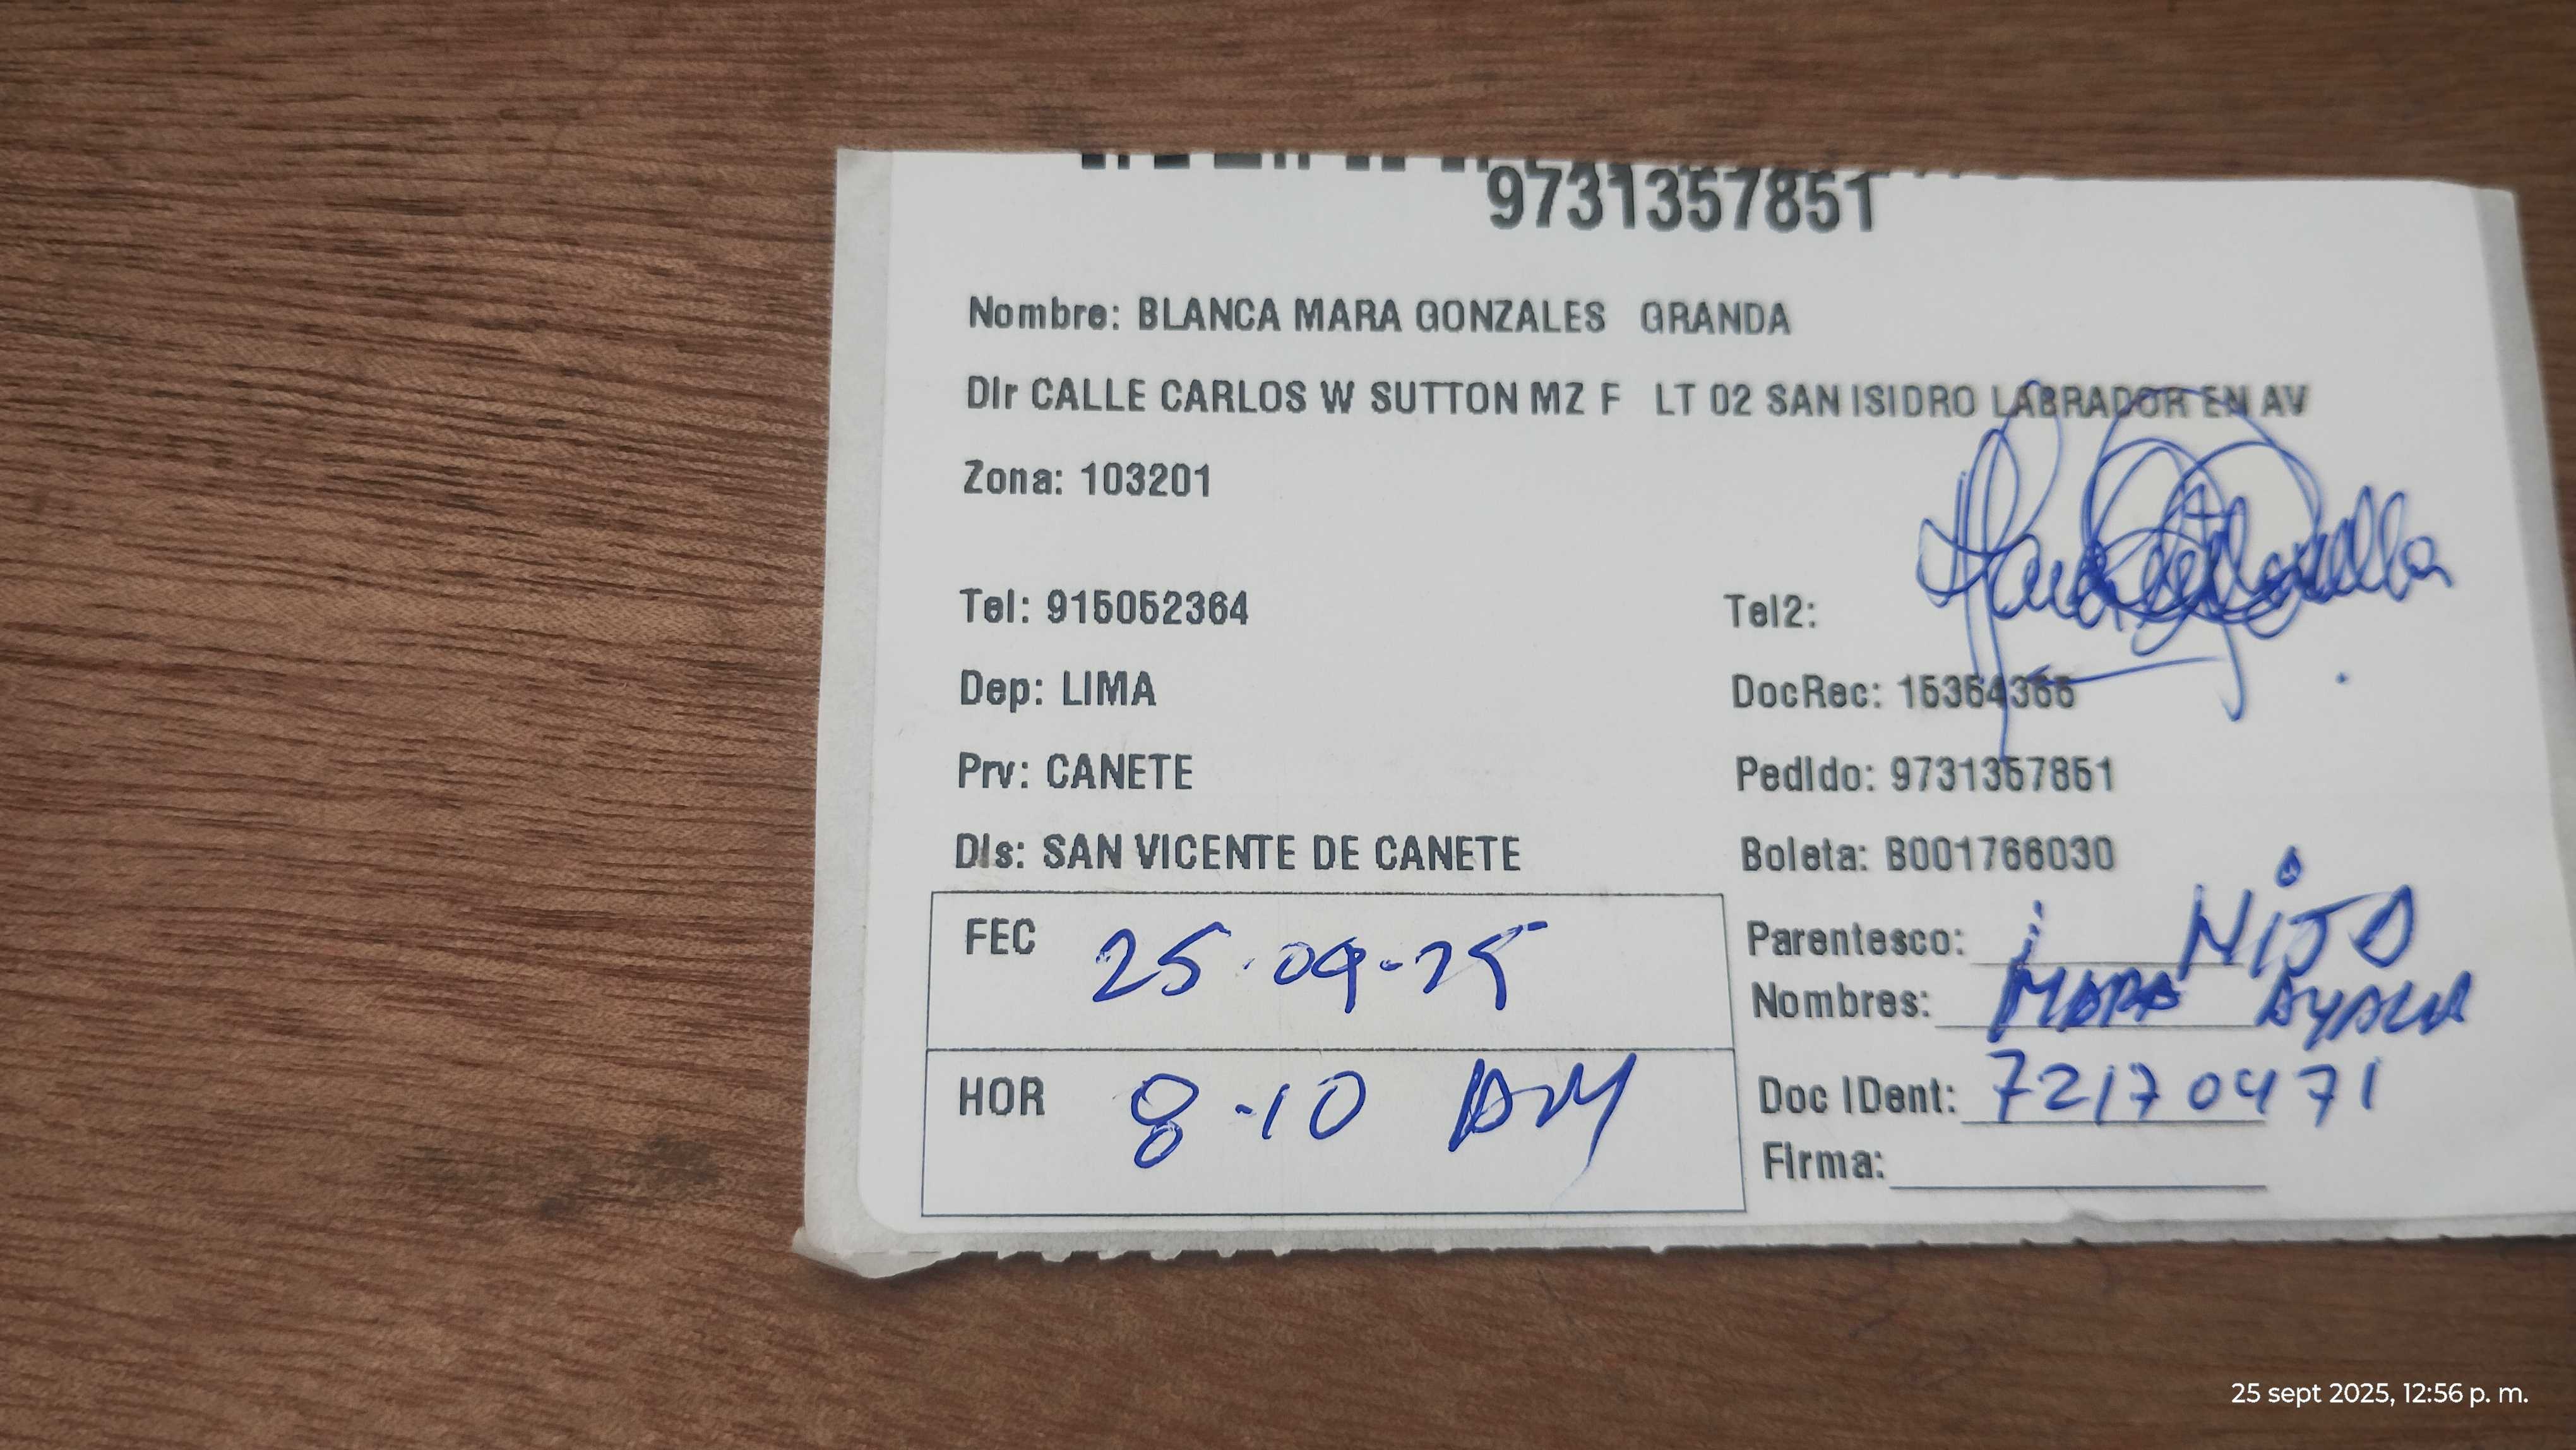 9731357851
Nombre: BLANCA MARA GONZALES GRANDA
Dir CALLE CARLOS W SUTTON MZ F LT 02 SAN ISIDRO LABRADOR EN AV
Zona: 103201
Tel: 915052364 Tel2:
Dep: LIMA DocRec: 15364366
Prv: CANETE Pedido: 9731357851
Dis: SAN VICENTE DE CANETE Boleta: B001766030
FEC 25-09-25 Parentesco: HIJO
Nombres: MARA AYALA
HOR 8-10 AM Doc IDent: 72170471
Firma:
25 sept 2025, 12:56 p. m.